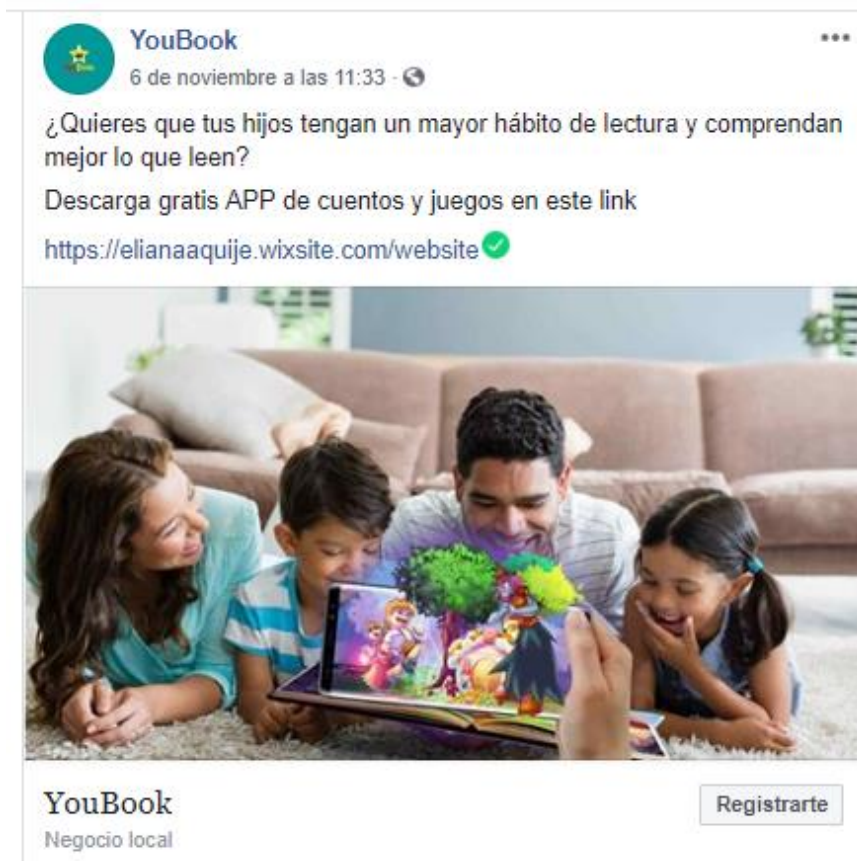 YouBook
6 de noviembre a las 11:33 ·
¿Quieres que tus hijos tengan un mayor hábito de lectura y comprendan
mejor lo que leen?
Descarga gratis APP de cuentos y juegos en este link
https://elianaaquije.wixsite.com/website
YouBook
Registrarte
Negocio local